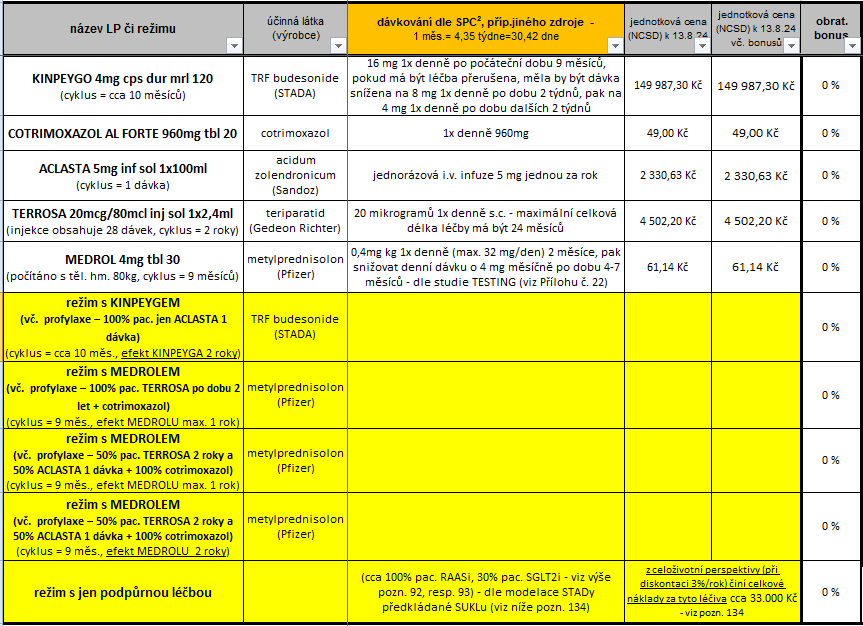 název LP či režimu
účinná látka
(výrobce)
dávkování dle SPC², příp.jiného zdroje -
1 měs.= 4,35 týdne=30,42 dne
jednotková cena
(NCSD) k 13.8.24
jednotková cena
(NCSD) k 13.8.24
vč. bonusů
obrat.
bonus
KINPEYGO 4mg cps dur mrl 120
(cyklus = cca 10 měsíců)
TRF budesonide
(STADA)
16 mg 1x denně po počáteční dobu 9 měsíců,
pokud má být léčba přerušena, měla by být dávka
snížena na 8 mg 1x denně po dobu 2 týdnů, pak na
4 mg 1x denně po dobu dalších 2 týdnů
149 987,30 Kč
149 987,30 Kč
0 %
COTRIMOXAZOL AL FORTE 960mg tbl 20
cotrimoxazol
1x denně 960mg
49,00 Kč
49,00 Kč
0 %
ACLASTA 5mg inf sol 1x100ml
(cyklus = 1 dávka)
acidum
zolendronicum
(Sandoz)
jednorázová i.v. infuze 5 mg jednou za rok
2 330,63 Kč
2 330,63 Kč
0 %
TERROSA 20mcg/80mcl inj sol 1x2,4ml
(injekce obsahuje 28 dávek, cyklus = 2 roky)
teriparatid
(Gedeon Richter)
20 mikrogramů 1x denně s.c. - maximální celková
délka léčby má být 24 měsíců
4 502,20 Kč
4 502,20 Kč
0 %
MEDROL 4mg tbl 30
(počítáno s těl. hm. 80kg, cyklus = 9 měsíců)
metylprednisolon
(Pfizer)
0,4mg kg 1x denně (max. 32 mg/den) 2 měsíce, pak
snižovat denní dávku o 4 mg měsíčně po dobu 4-7
měsíců - dle studie TESTING (viz Přílohu č. 22)
61,14 Kč
61,14 Kč
0 %
režim s KINPEYGEM
(vč. profylaxe – 100% pac. jen ACLASTA 1
dávka)
(cyklus = cca 10 měs., efekt KINPEYGA 2 roky)
TRF budesonide
(STADA)
0 %
režim s MEDROLEM
(vč. profylaxe – 100% pac. TERROSA po dobu 2
let + cotrimoxazol)
(cyklus = 9 měs., efekt MEDROLU max. 1 rok)
metylprednisolon
(Pfizer)
0 %
režim s MEDROLEM
(vč. profylaxe – 50% pac. TERROSA 2 roky a
50% ACLASTA 1 dávka + 100% cotrimoxazol)
(cyklus = 9 měs., efekt MEDROLU max. 1 rok)
metylprednisolon
(Pfizer)
0 %
režim s MEDROLEM
(vč. profylaxe – 50% pac. TERROSA 2 roky a
50% ACLASTA 1 dávka + 100% cotrimoxazol)
(cyklus = 9 měs., efekt MEDROLU 2 roky)
metylprednisolon
(Pfizer)
0 %
režim s jen podpůrnou léčbou
(cca 100% pac. RAASi, 30% pac. SGLT2i - viz výše
pozn. 92, resp. 93) - dle modelace STADy
předkládané SUKLu (viz níže pozn. 134)
z celoživotní perspektivy (při
diskontaci 3%/rok) činí celkové
náklady za tyto léčiva cca 33.000 Kč
- viz pozn. 134
0 %